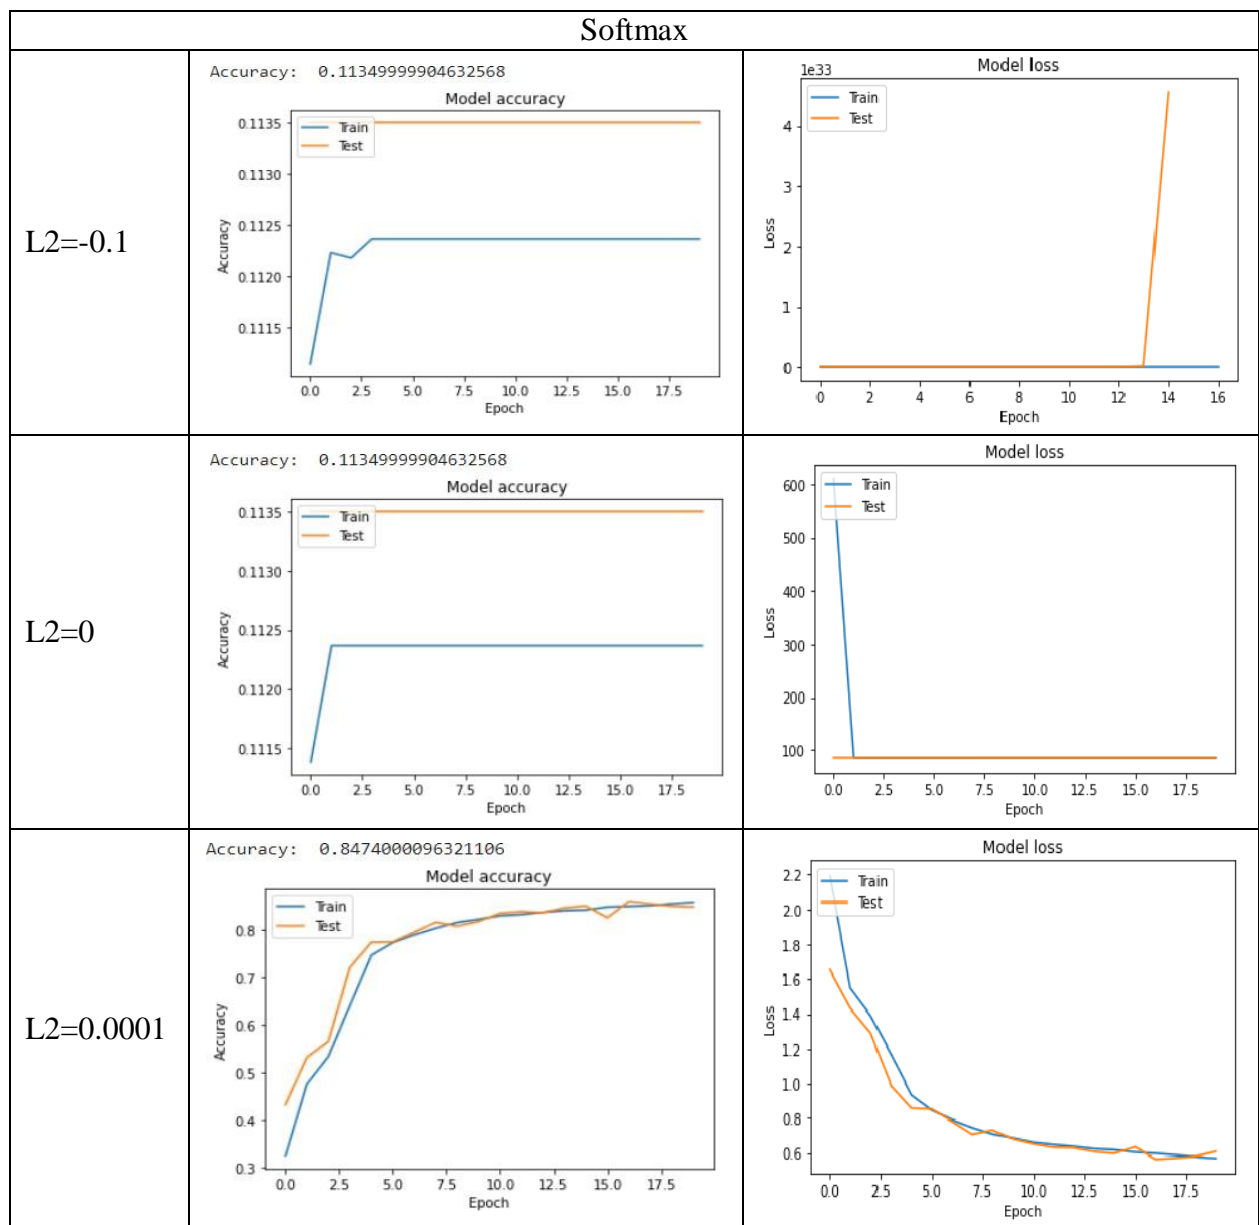 Softmax
L2=-0.1
Accuracy: 0.11349999904632568
Model accuracy
Train
Test
0.1135
0.1130
0.1125
0.1120
0.1115
Accuracy
0.0 2.5 5.0 7.5 10.0 12.5 15.0 17.5
Epoch
1e33
Model loss
Train
Test
4
3
2
1
0
Loss
0 2 4 6 8 10 12 14 16
Epoch
L2=0
Accuracy: 0.11349999904632568
Model accuracy
Train
Test
0.1135
0.1130
0.1125
0.1120
0.1115
Accuracy
0.0 2.5 5.0 7.5 10.0 12.5 15.0 17.5
Epoch
Model loss
Train
Test
600
500
400
300
200
100
Loss
0.0 2.5 5.0 7.5 10.0 12.5 15.0 17.5
Epoch
L2=0.0001
Accuracy: 0.8474000096321106
Model accuracy
Train
Test
0.8
0.7
0.6
0.5
0.4
0.3
Accuracy
0.0 2.5 5.0 7.5 10.0 12.5 15.0 17.5
Epoch
Model loss
Train
Test
2.2
2.0
1.8
1.6
1.4
1.2
1.0
0.8
0.6
Loss
0.0 2.5 5.0 7.5 10.0 12.5 15.0 17.5
Epoch